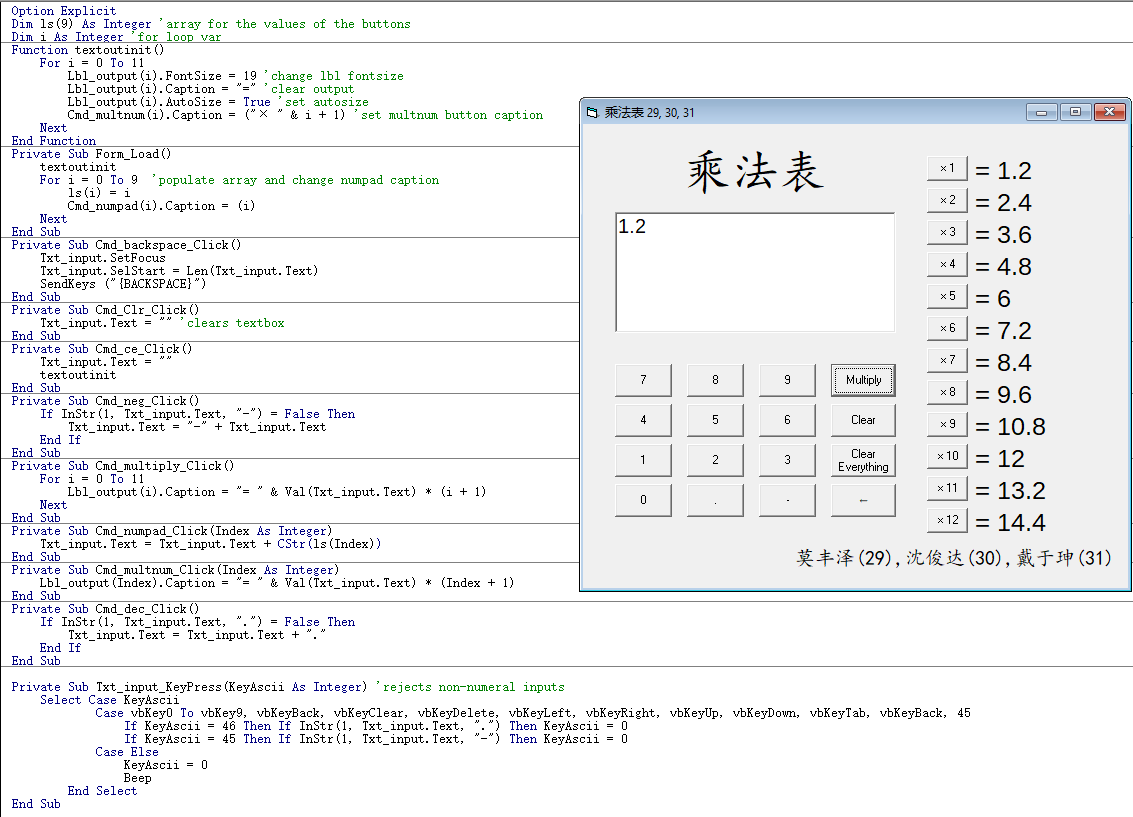 Option Explicit
Dim ls(9) As Integer 'array for the values of the buttons
Dim i As Integer 'for loop var
Function textoutinit()
    For i = 0 To 11
        Lbl_output(i).FontSize = 19 'change lbl fontsize
        Lbl_output(i).Caption = "=" 'clear output
        Lbl_output(i).AutoSize = True 'set autosize
        Cmd_multnum(i).Caption = ("× " & i + 1) 'set multnum button caption
    Next
End Function
Private Sub Form_Load()
    textoutinit
    For i = 0 To 9  'populate array and change numpad caption
        ls(i) = i
        Cmd_numpad(i).Caption = (i)
    Next
End Sub
Private Sub Cmd_backspace_Click()
    Txt_input.SetFocus
    Txt_input.SelStart = Len(Txt_input.Text)
    SendKeys ("{BACKSPACE}")
End Sub
Private Sub Cmd_Clr_Click()
    Txt_input.Text = "" 'clears textbox
End Sub
Private Sub Cmd_ce_Click()
    Txt_input.Text = ""
    textoutinit
End Sub
Private Sub Cmd_neg_Click()
    If InStr(1, Txt_input.Text, "-") = False Then
        Txt_input.Text = "-" + Txt_input.Text
    End If
End Sub
Private Sub Cmd_multiply_Click()
    For i = 0 To 11
        Lbl_output(i).Caption = "= " & Val(Txt_input.Text) * (i + 1)
    Next
End Sub
Private Sub Cmd_numpad_Click(Index As Integer)
    Txt_input.Text = Txt_input.Text + CStr(ls(Index))
End Sub
Private Sub Cmd_multnum_Click(Index As Integer)
    Lbl_output(Index).Caption = "= " & Val(Txt_input.Text) * (Index + 1)
End Sub
Private Sub Cmd_dec_Click()
    If InStr(1, Txt_input.Text, ".") = False Then
        Txt_input.Text = Txt_input.Text + "."
    End If
End Sub
Private Sub Txt_input_KeyPress(KeyAscii As Integer) 'rejects non-numeral inputs
    Select Case KeyAscii
            Case vbKey0 To vbKey9, vbKeyBack, vbKeyClear, vbKeyDelete, vbKeyLeft, vbKeyRight, vbKeyUp, vbKeyDown, vbKeyTab, vbKeyBack, 45
                If KeyAscii = 46 Then If InStr(1, Txt_input.Text, ".") Then KeyAscii = 0
                If KeyAscii = 45 Then If InStr(1, Txt_input.Text, "-") Then KeyAscii = 0
            Case Else
                KeyAscii = 0
                Beep
        End Select
End Sub
乘法表 29, 30, 31
乘法表
1.2
7 8 9 Multiply
4 5 6 Clear
1 2 3 Clear
Everything
0 . - ←
×1 = 1.2
×2 = 2.4
×3 = 3.6
×4 = 4.8
×5 = 6
×6 = 7.2
×7 = 8.4
×8 = 9.6
×9 = 10.8
×10 = 12
×11 = 13.2
×12 = 14.4
莫丰泽(29),沈俊达(30),戴于珅(31)